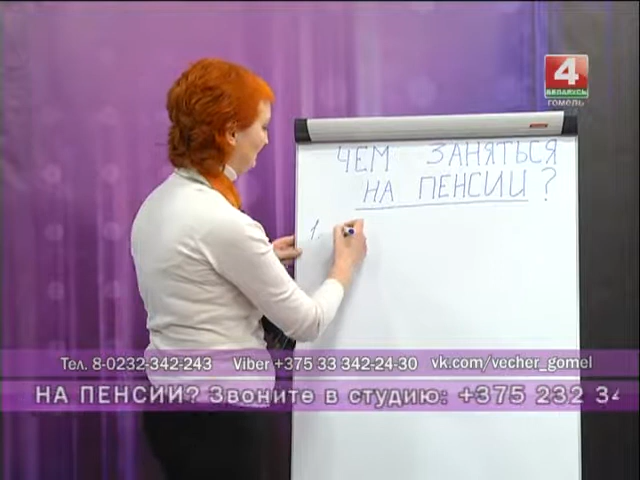 4
БЕЛАРУСЬ
ГОМЕЛЬ
ЧЕМ ЗАНЯТЬСЯ
НА ПЕНСИИ?
1.
Тел. 8-0232-342-243 Viber +375 33 342-24-30 vk.com/vecher_gomel
НА ПЕНСИИ? Звоните в студию: +375 232 34